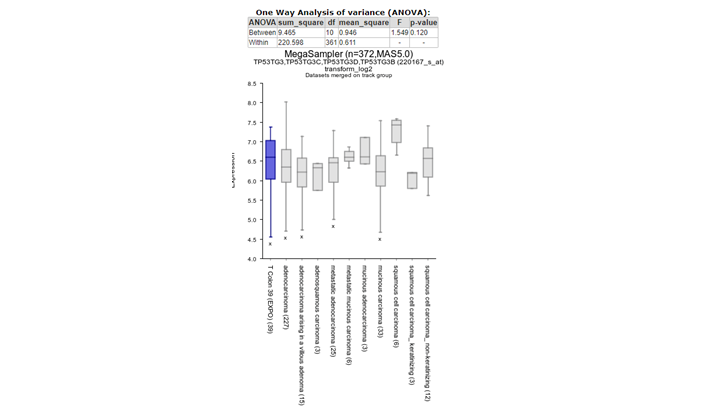 One Way Analysis of variance (ANOVA):
ANOVA sum_square df mean_square F p-value
Between 9.465 10 0.946 1.549 0.120
Within 220.598 361 0.611 - -
MegaSampler (n=372,MAS5.0)
TP53TG3,TP53TG3C,TP53TG3D,TP53TG3B (220167_s_at)
transform_log2
Datasets merged on track group
8.5
8.0
7.5
7.0
6.5
6.0
5.5
5.0
4.5
4.0
T Colon 39 (EXPO) (39)
adenocarcinoma (227)
adenocarcinoma arising in a villous adenoma (15)
adenosquamous carcinoma (3)
metastatic adenocarcinoma (25)
metastatic mucinous carcinoma (6)
mucinous adenocarcinoma (3)
mucinous carcinoma (33)
squamous cell carcinoma (6)
squamous cell carcinoma_ keratinizing (3)
squamous cell carcinoma_ non-keratinizing (12)